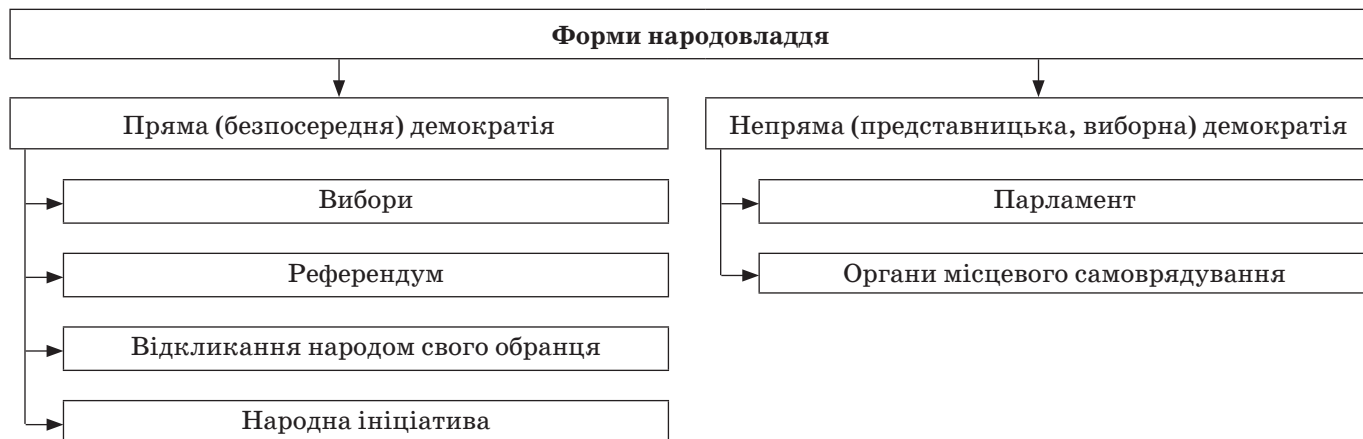 Форми народовладдя
Пряма (безпосередня) демократія
Вибори
Референдум
Відкликання народом свого обранця
Народна ініціатива
Непряма (представницька, виборна) демократія
Парламент
Органи місцевого самоврядування